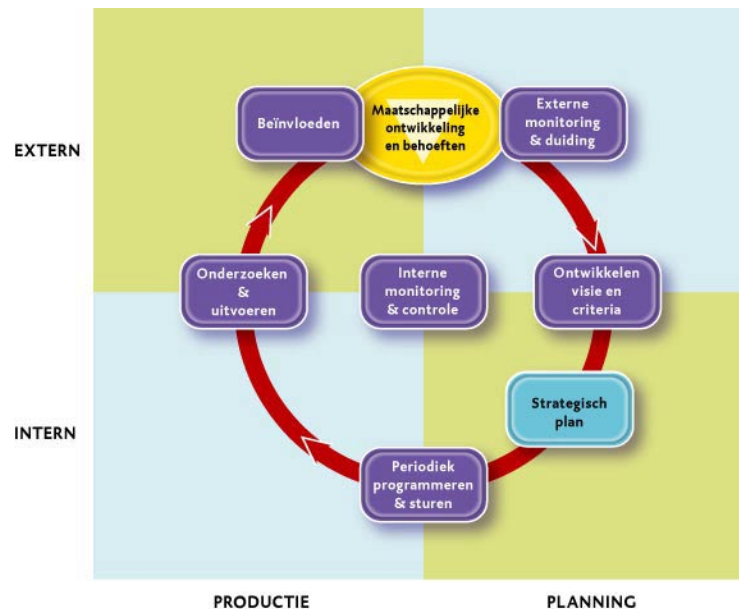 EXTERN
INTERN
Beïnvloeden
Maatschappelijke
ontwikkeling
en behoeften
Externe
monitoring
& duiding
Onderzoeken
&
uitvoeren
Interne
monitoring
& controle
Ontwikkelen
visie en
criteria
Strategisch
plan
Periodiek
programmeren
& sturen
PRODUCTIE
PLANNING